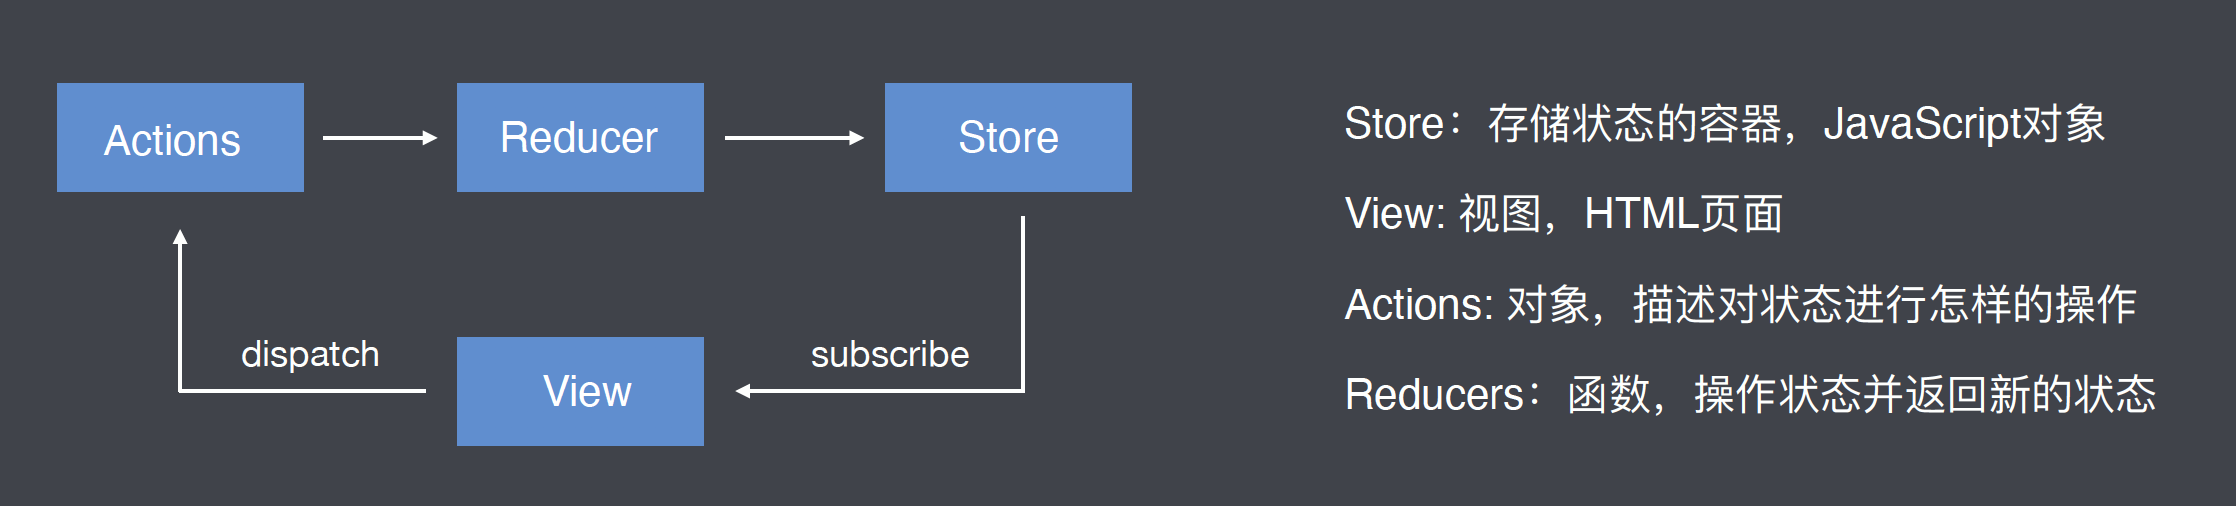 Actions
Reducer
Store
dispatch
View
subscribe
Store：存储状态的容器，JavaScript对象
View: 视图，HTML页面
Actions: 对象，描述对状态进行怎样的操作
Reducers：函数，操作状态并返回新的状态